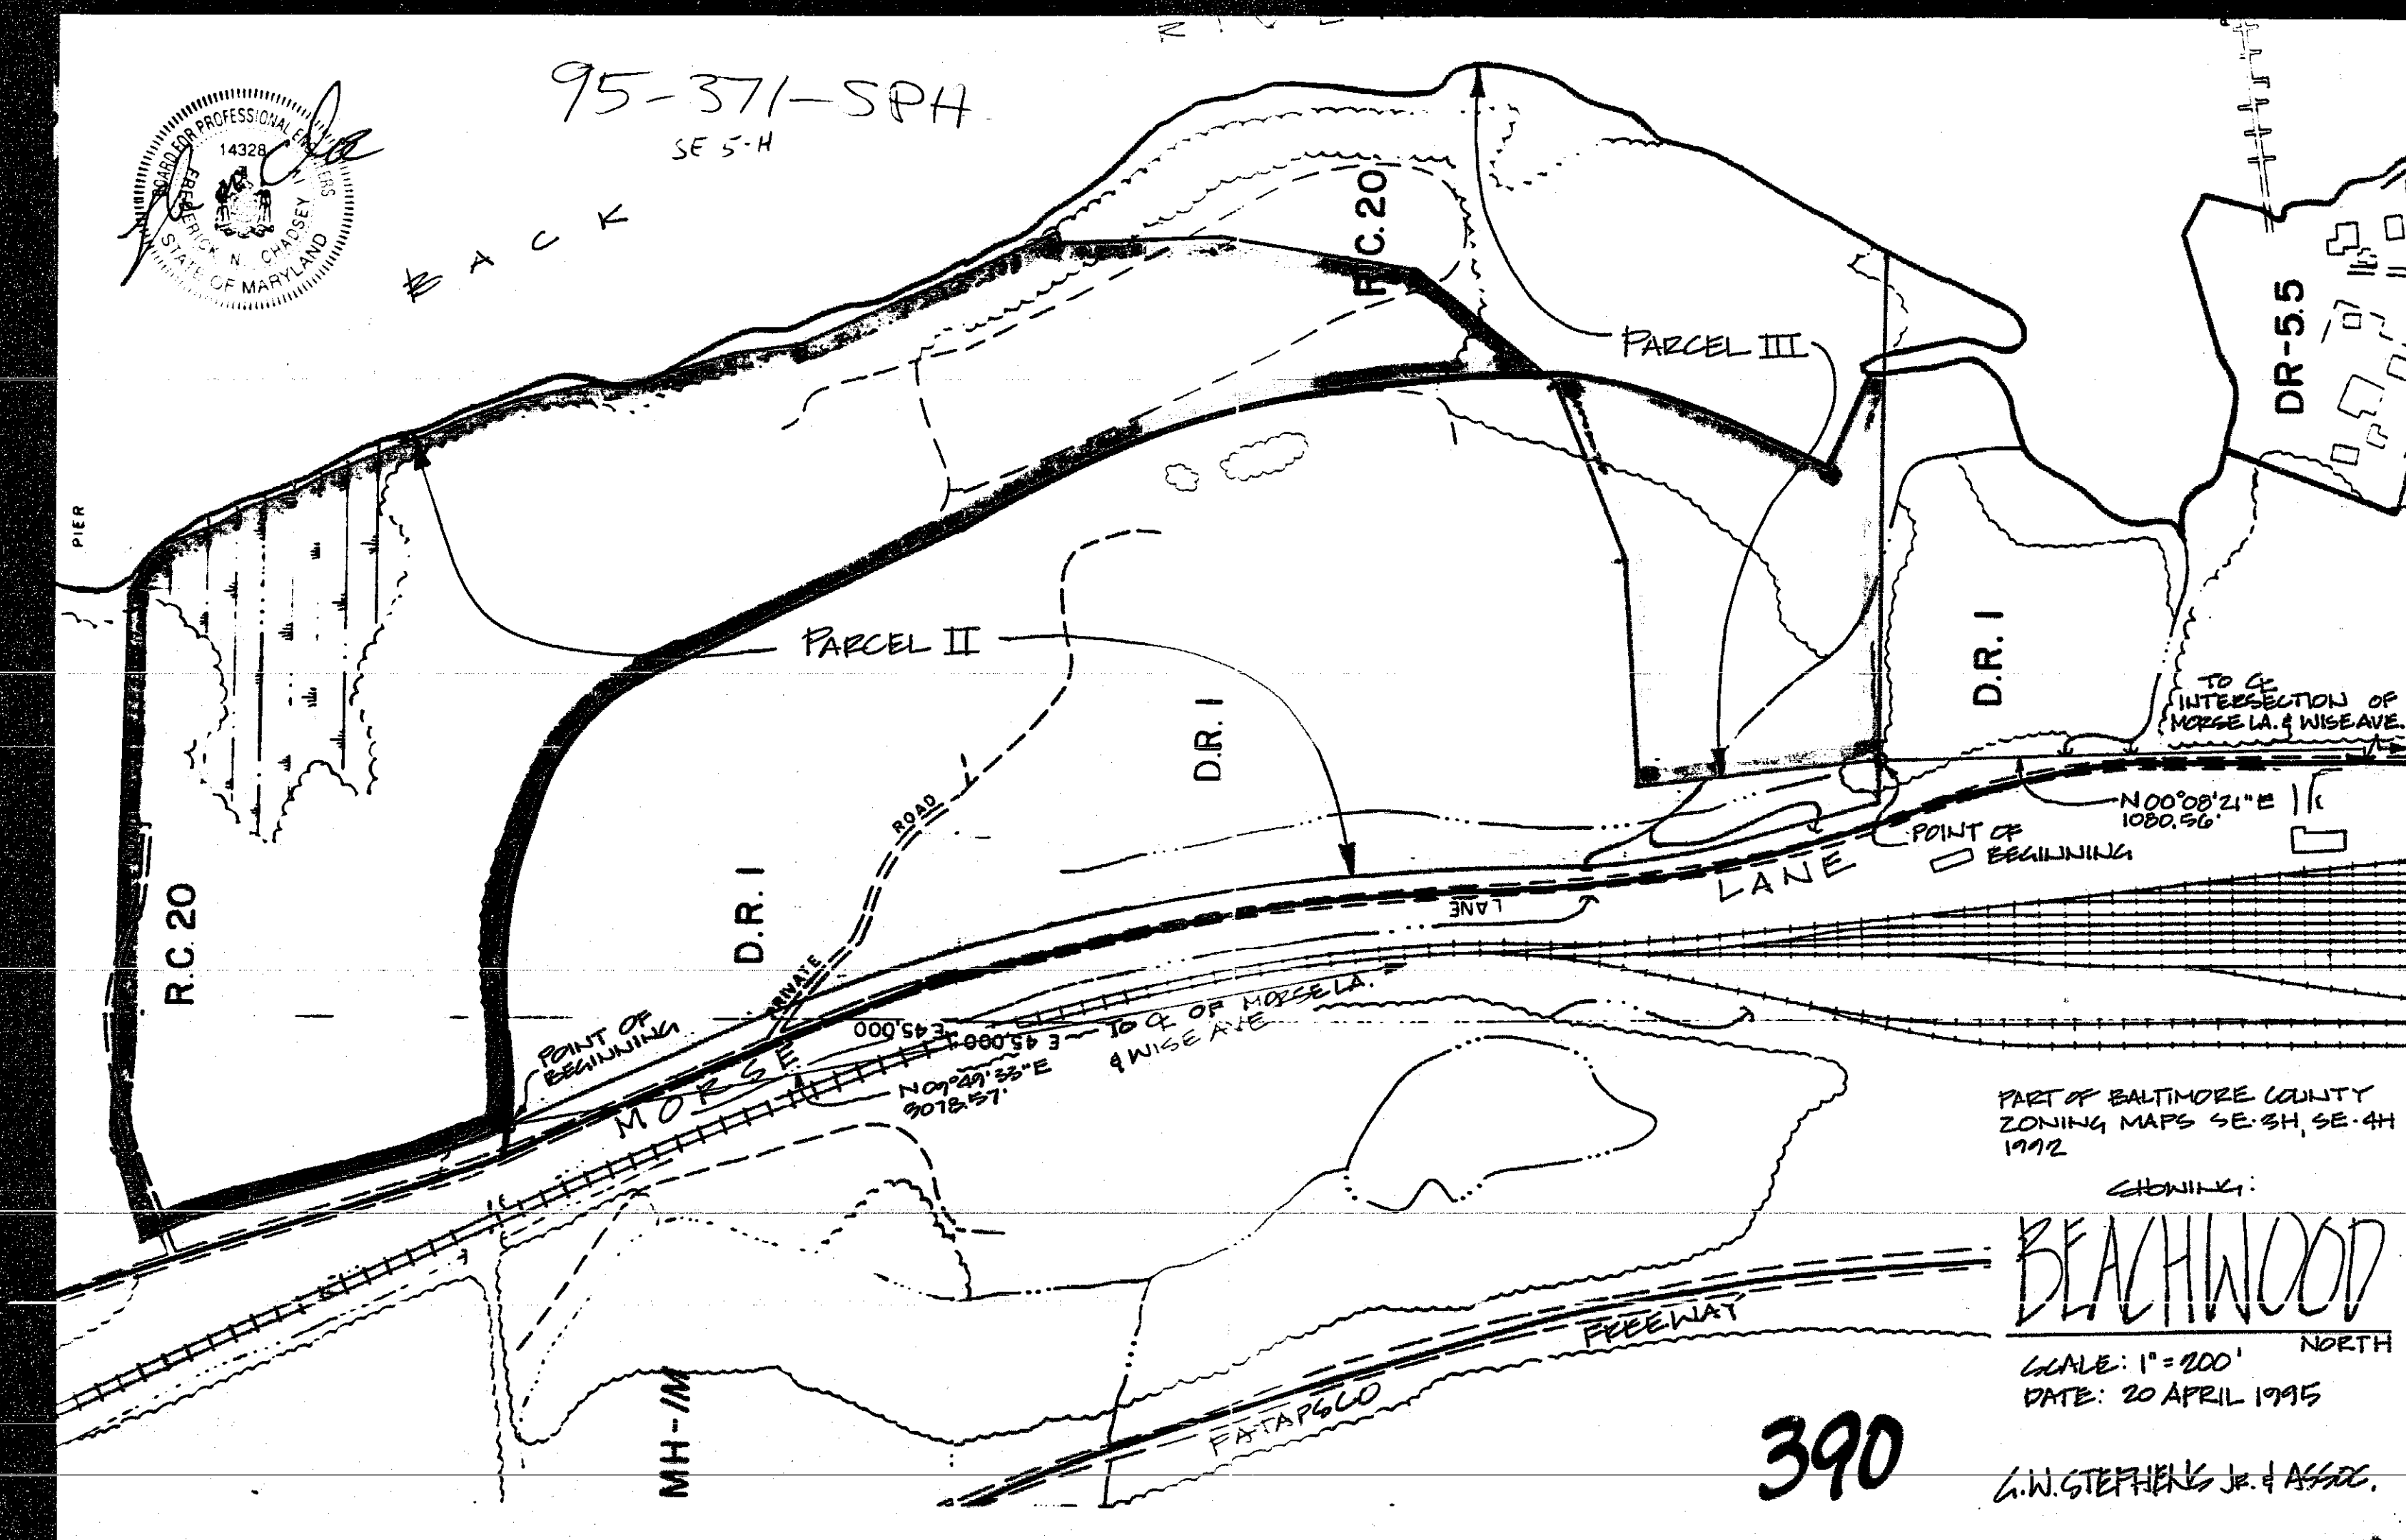 95-371-SPH
SE 5-H
BOARD FOR PROFESSIONAL ENGINEERS
14328
FREDERICK N. CHADSEY IV
STATE OF MARYLAND
BACK
PIER
R.C. 20
PARCEL III
DR-5.5
PARCEL II
D.R. 1
D.R. 1
D.R. 1
R.C. 20
TO ℄
INTERSECTION OF
MORSE LA. & WISE AVE.
N 00°08'21" E
1080.56'
POINT OF
BEGINNING
LANE
LANE
PRIVATE
ROAD
POINT OF
BEGINNING
MORSE
E 45,000
E 45,000
TO ℄ OF MORSE LA.
& WISE AVE
N 09°49'33" E
3078.57'
PART OF BALTIMORE COUNTY
ZONING MAPS SE-3H, SE-4H
1992
SHOWING:
BEACHWOOD
NORTH
SCALE: 1" = 200'
DATE: 20 APRIL 1995
MH-IM
PATAPSCO
FREEWAY
390
G.W. STEPHENS JR. & ASSOC.